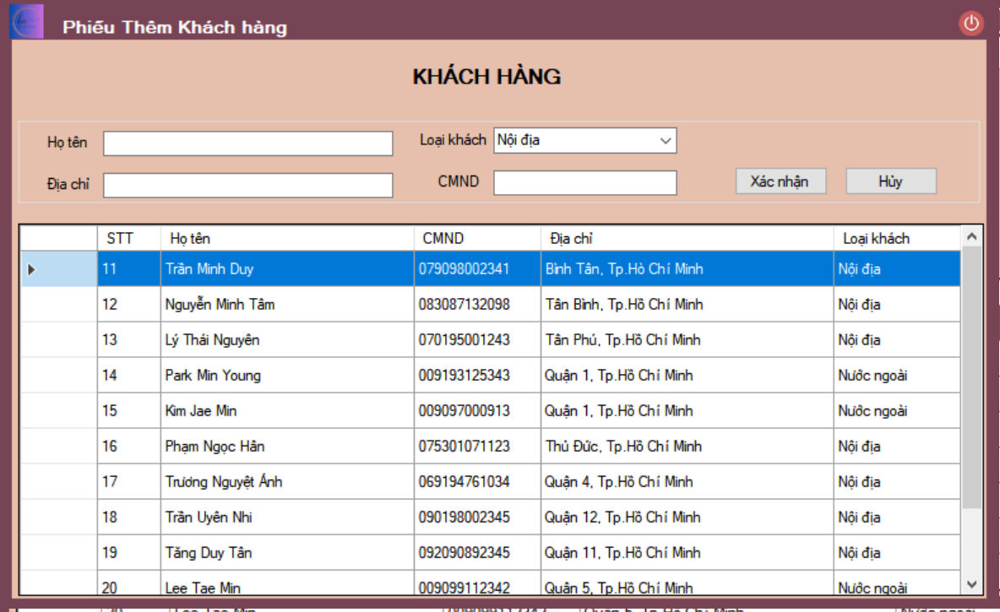 Phiếu Thêm Khách hàng
KHÁCH HÀNG
Họ tên Loại khách Nội địa
Địa chỉ CMND Xác nhận Hủy
STT Họ tên CMND Địa chỉ Loại khách
11 Trần Minh Duy 079098002341 Bình Tân, Tp.Hồ Chí Minh Nội địa
12 Nguyễn Minh Tâm 083087132098 Tân Bình, Tp.Hồ Chí Minh Nội địa
13 Lý Thái Nguyên 070195001243 Tân Phú, Tp.Hồ Chí Minh Nội địa
14 Park Min Young 009193125343 Quận 1, Tp.Hồ Chí Minh Nước ngoài
15 Kim Jae Min 009097000913 Quận 1, Tp.Hồ Chí Minh Nước ngoài
16 Phạm Ngọc Hân 075301071123 Thủ Đức, Tp.Hồ Chí Minh Nội địa
17 Trương Nguyệt Ánh 069194761034 Quận 4, Tp.Hồ Chí Minh Nội địa
18 Trần Uyên Nhi 090198002345 Quận 12, Tp.Hồ Chí Minh Nội địa
19 Tăng Duy Tân 092090892345 Quận 11, Tp.Hồ Chí Minh Nội địa
20 Lee Tae Min 009099112342 Quận 5, Tp.Hồ Chí Minh Nước ngoài